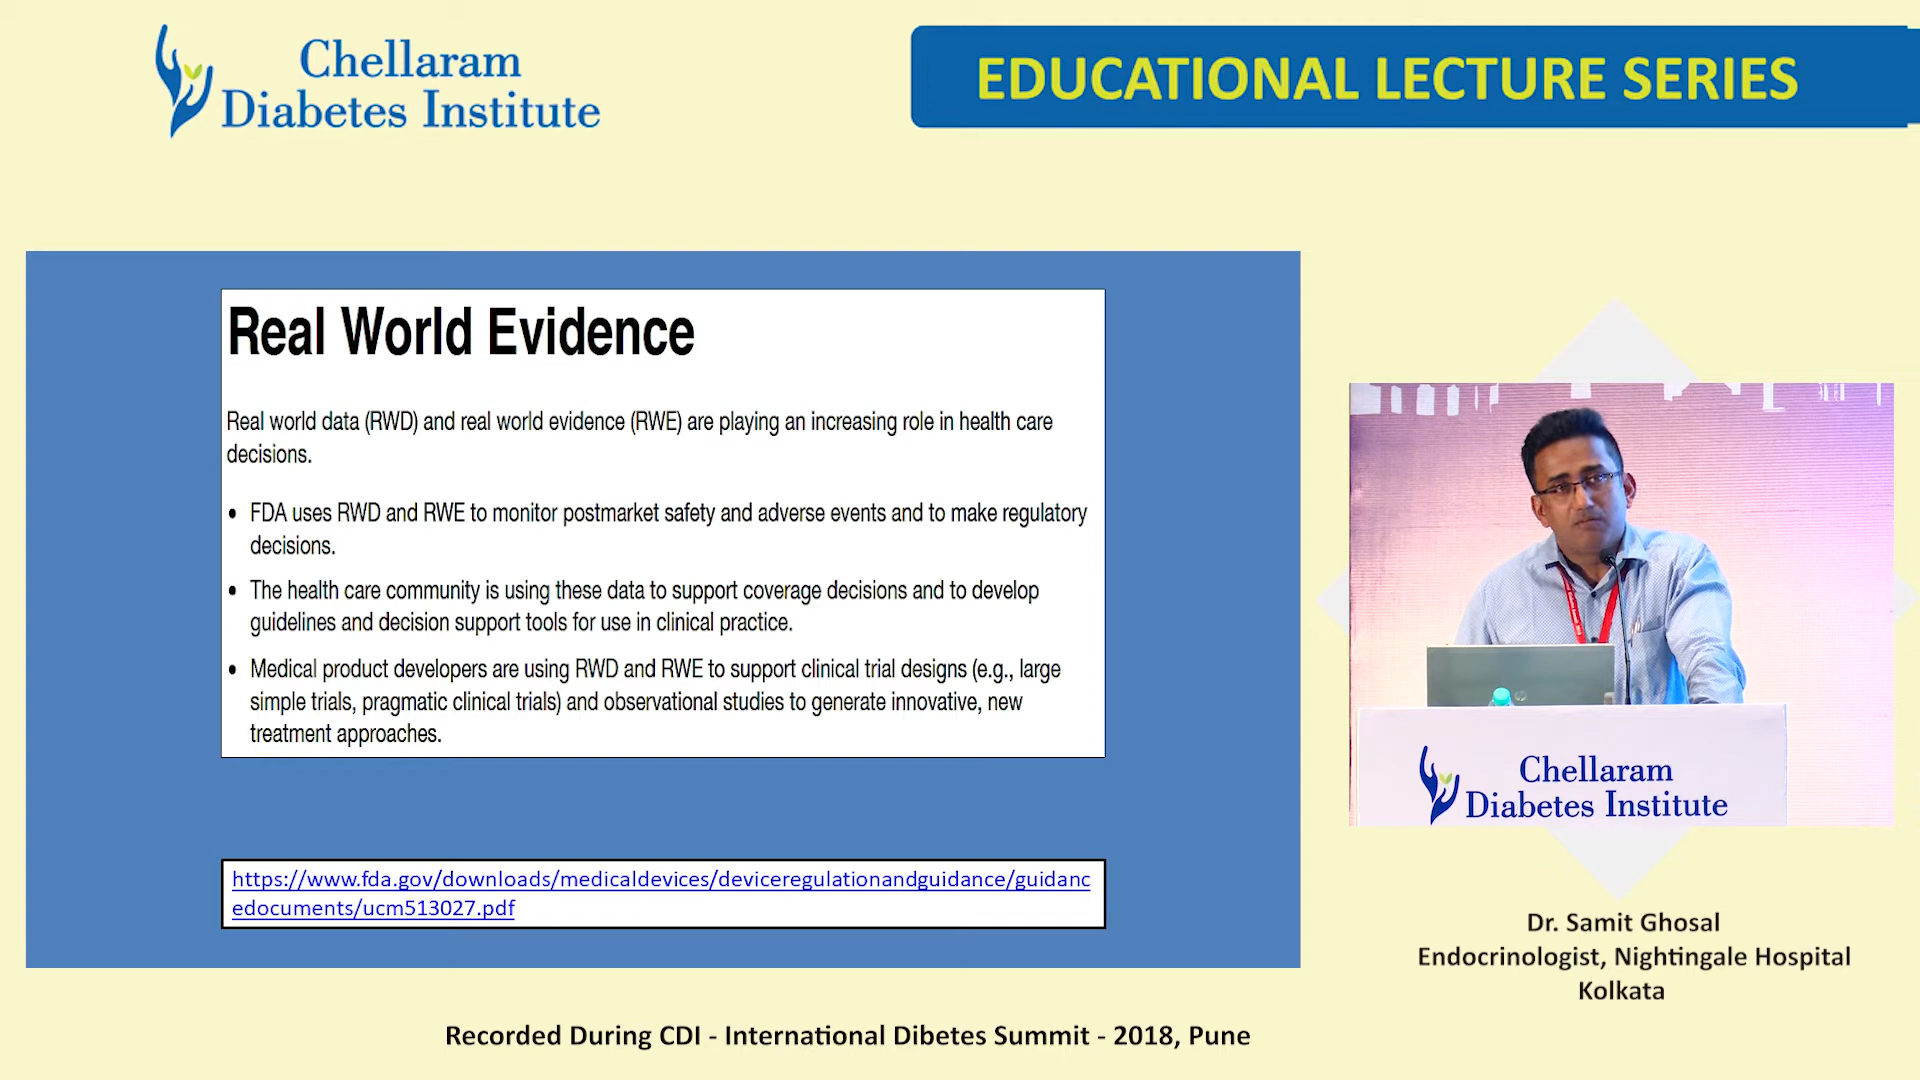 Chellaram
Diabetes Institute
EDUCATIONAL LECTURE SERIES
Real World Evidence
Real world data (RWD) and real world evidence (RWE) are playing an increasing role in health care
decisions.
• FDA uses RWD and RWE to monitor postmarket safety and adverse events and to make regulatory
decisions.
• The health care community is using these data to support coverage decisions and to develop
guidelines and decision support tools for use in clinical practice.
• Medical product developers are using RWD and RWE to support clinical trial designs (e.g., large
simple trials, pragmatic clinical trials) and observational studies to generate innovative, new
treatment approaches.
https://www.fda.gov/downloads/medicaldevices/deviceregulationandguidance/guidanc
edocuments/ucm513027.pdf
Chellaram
Diabetes Institute
Dr. Samit Ghosal
Endocrinologist, Nightingale Hospital
Kolkata
Recorded During CDI - International Dibetes Summit - 2018, Pune